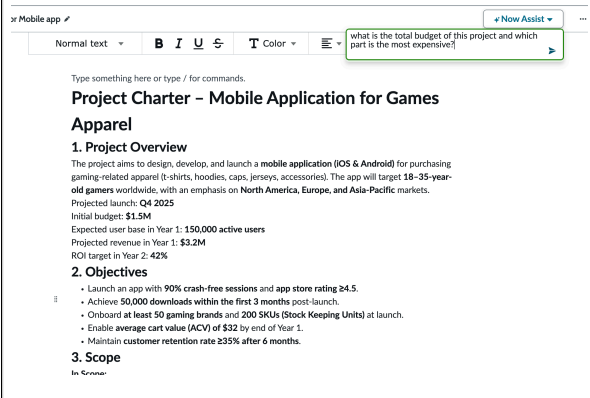 or Mobile app
Now Assist
Normal text B I U S T Color
what is the total budget of this project and which
part is the most expensive?
Type something here or type / for commands.
Project Charter – Mobile Application for Games
Apparel
1. Project Overview
The project aims to design, develop, and launch a mobile application (iOS & Android) for purchasing
gaming-related apparel (t-shirts, hoodies, caps, jerseys, accessories). The app will target 18–35-year-
old gamers worldwide, with an emphasis on North America, Europe, and Asia-Pacific markets.
Projected launch: Q4 2025
Initial budget: $1.5M
Expected user base in Year 1: 150,000 active users
Projected revenue in Year 1: $3.2M
ROI target in Year 2: 42%
2. Objectives
• Launch an app with 90% crash-free sessions and app store rating ≥4.5.
• Achieve 50,000 downloads within the first 3 months post-launch.
• Onboard at least 50 gaming brands and 200 SKUs (Stock Keeping Units) at launch.
• Enable average cart value (ACV) of $32 by end of Year 1.
• Maintain customer retention rate ≥35% after 6 months.
3. Scope
In Scope: